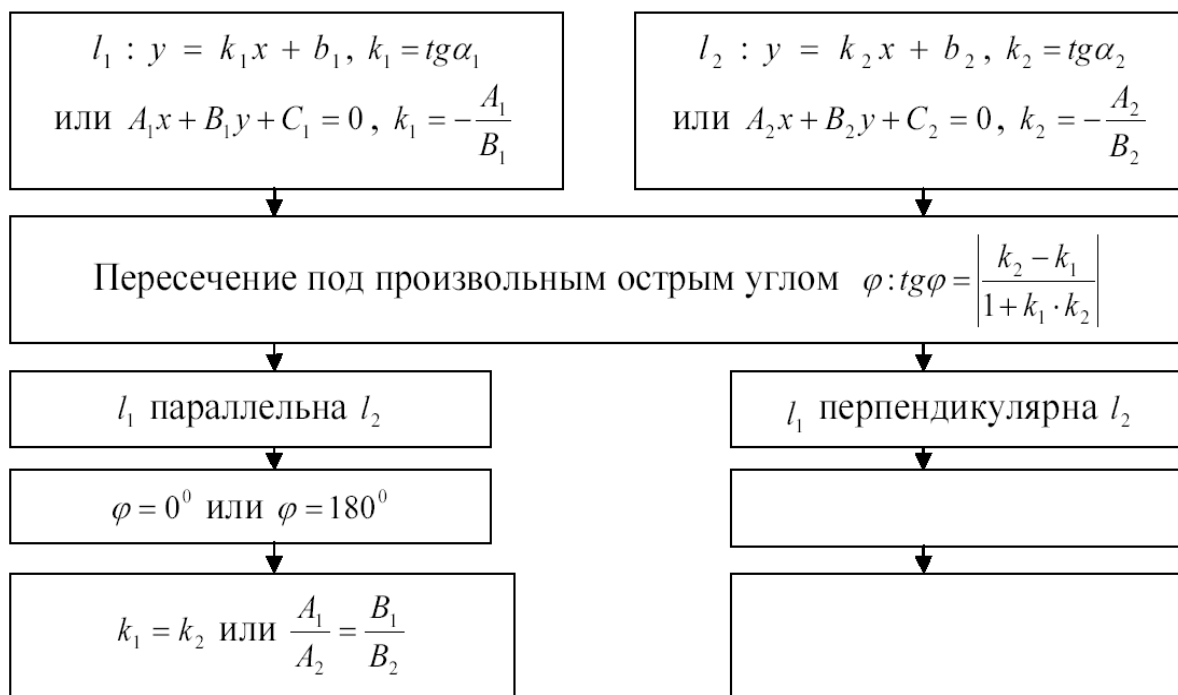 l₁ : y = k₁x + b₁, k₁ = tgα₁
или A₁x + B₁y + C₁ = 0, k₁ = −A₁/B₁
l₂ : y = k₂x + b₂, k₂ = tgα₂
или A₂x + B₂y + C₂ = 0, k₂ = −A₂/B₂
Пересечение под произвольным острым углом φ : tgφ = |(k₂ − k₁)/(1 + k₁ · k₂)|
l₁ параллельна l₂
l₁ перпендикулярна l₂
φ = 0⁰ или φ = 180⁰
k₁ = k₂ или A₁/A₂ = B₁/B₂